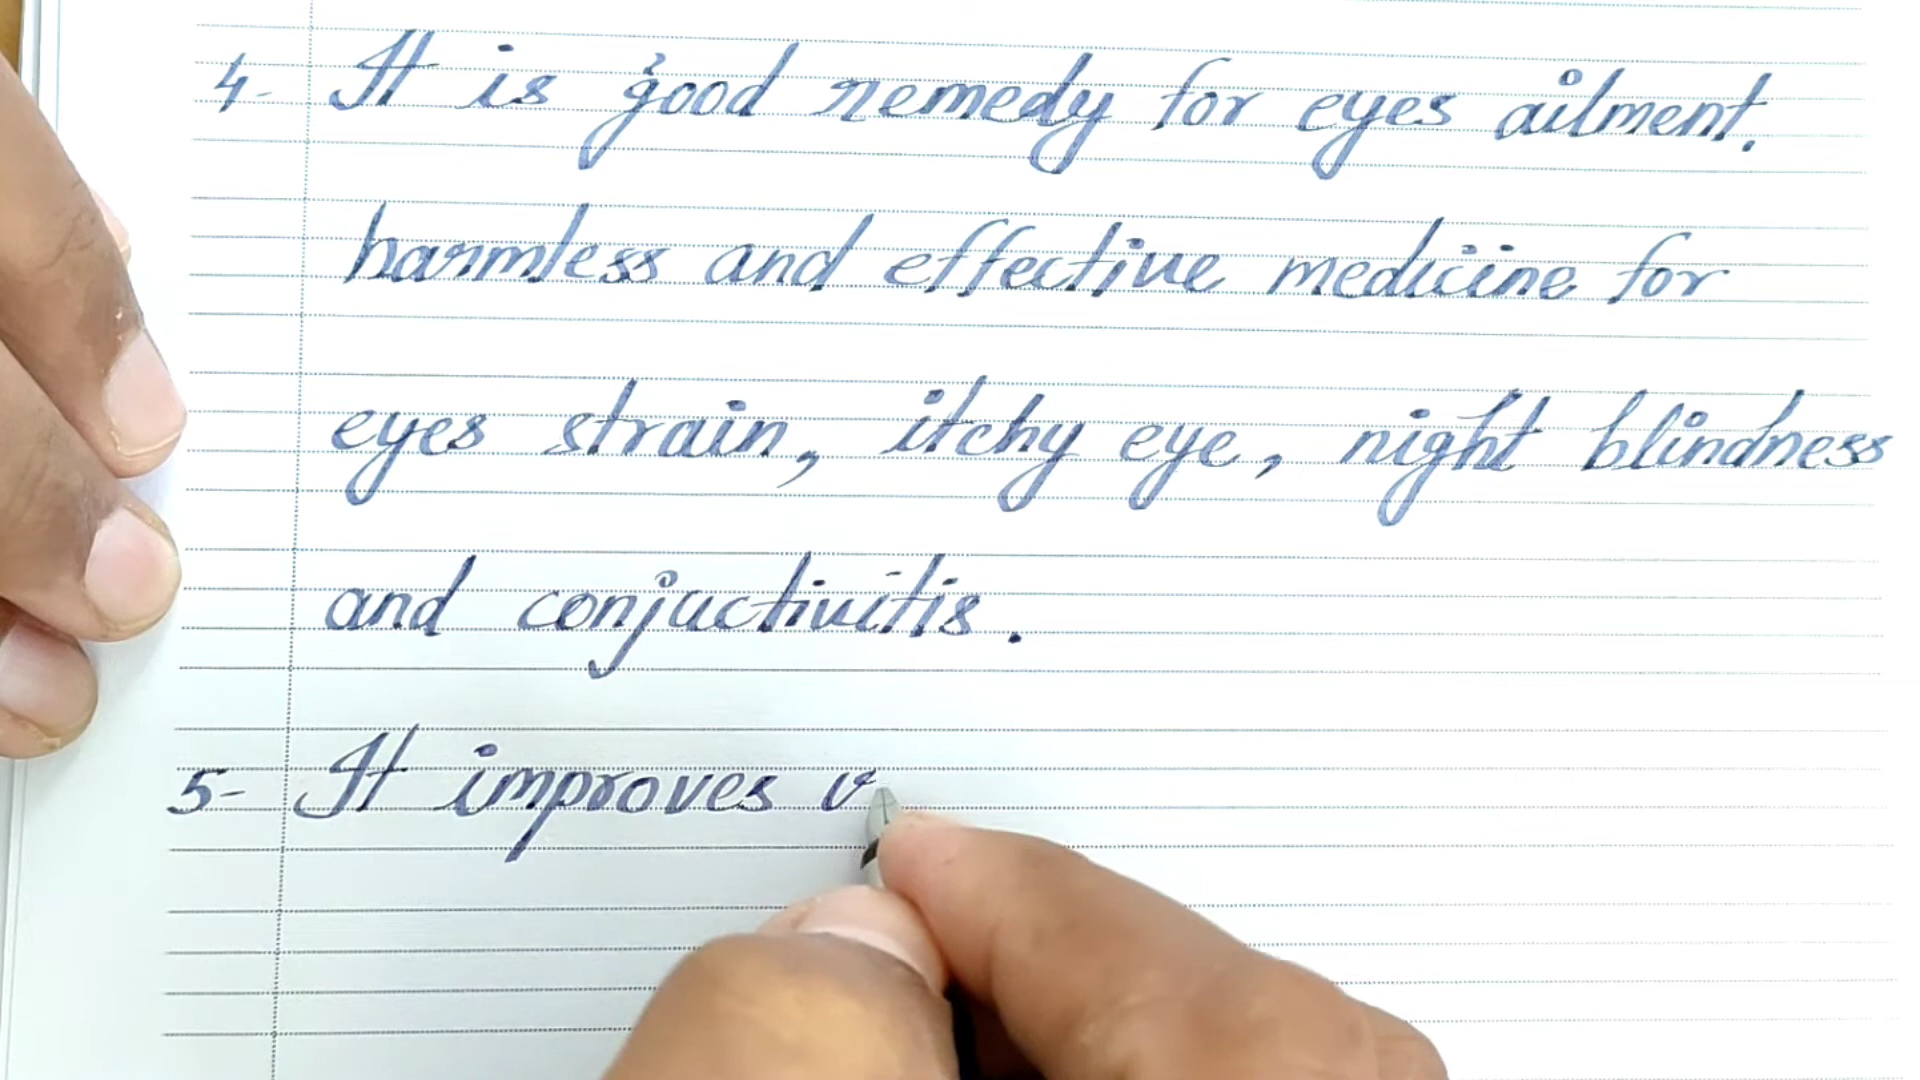 4- It is good remedy for eyes ailment.
harmless and effective medicine for
eyes strain, itchy eye, night blindness
and conjuctivitis.
5- It improves v